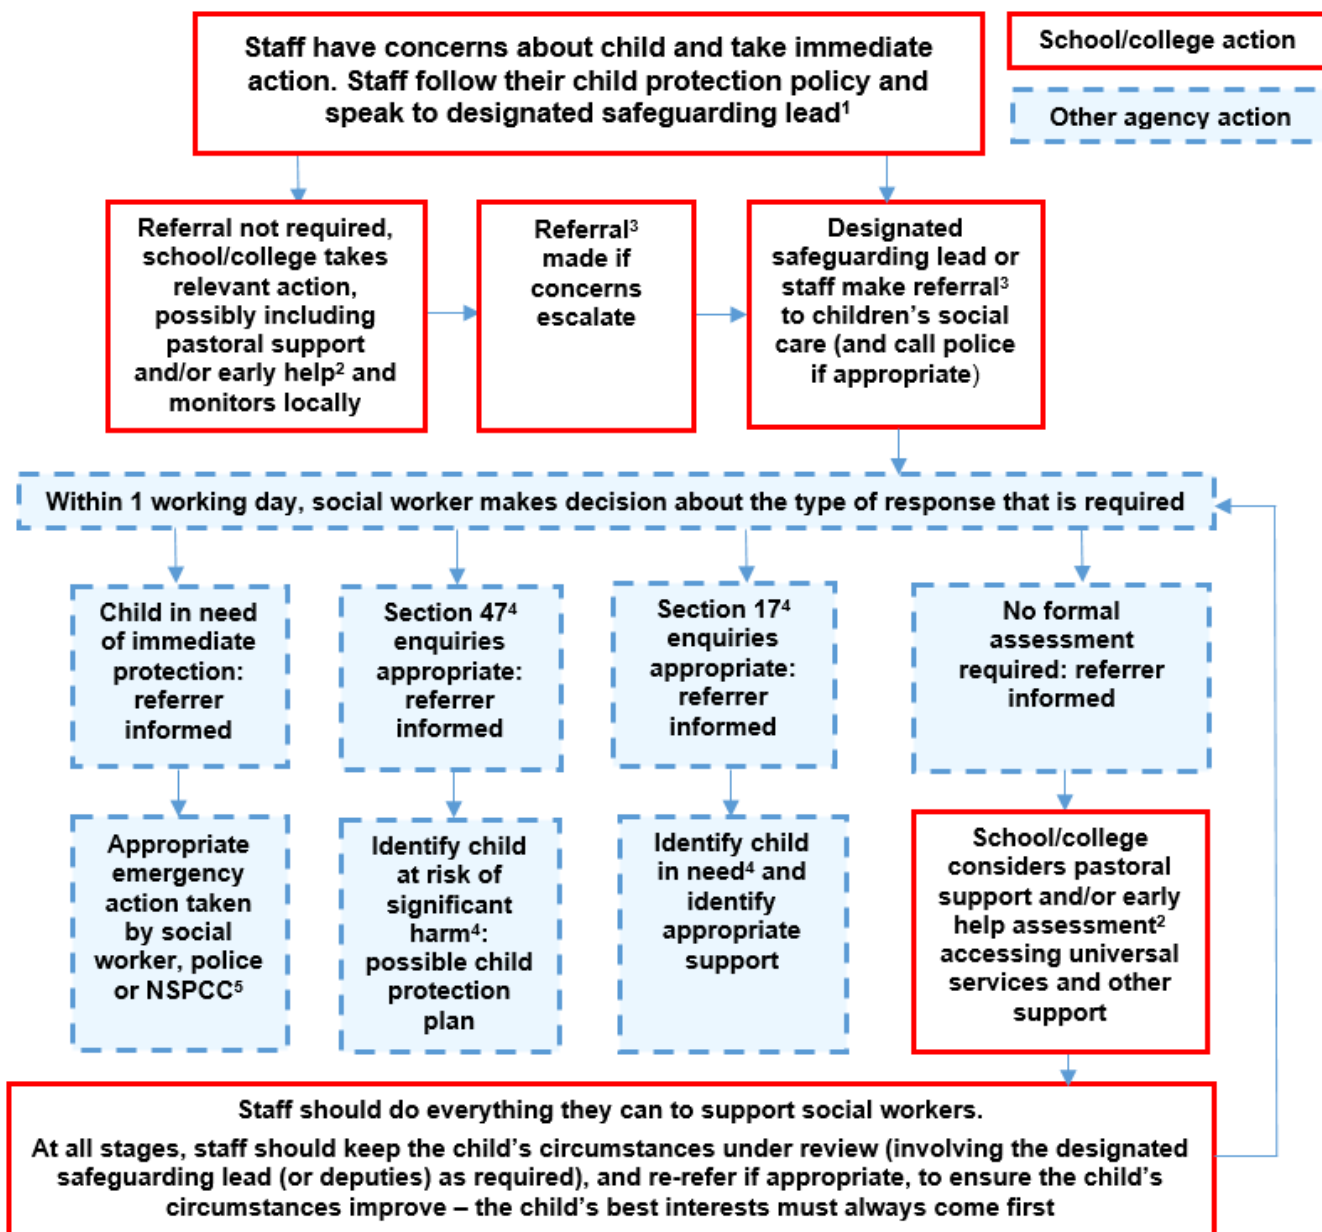 Staff have concerns about child and take immediate
action. Staff follow their child protection policy and
speak to designated safeguarding lead¹
School/college action
Other agency action
Referral not required,
school/college takes
relevant action,
possibly including
pastoral support
and/or early help² and
monitors locally
Referral³
made if
concerns
escalate
Designated
safeguarding lead or
staff make referral³
to children’s social
care (and call police
if appropriate)
Within 1 working day, social worker makes decision about the type of response that is required
Child in need
of immediate
protection:
referrer
informed
Section 47⁴
enquiries
appropriate:
referrer
informed
Section 17⁴
enquiries
appropriate:
referrer
informed
No formal
assessment
required: referrer
informed
Appropriate
emergency
action taken
by social
worker, police
or NSPCC⁵
Identify child
at risk of
significant
harm⁴:
possible child
protection
plan
Identify child
in need⁴ and
identify
appropriate
support
School/college
considers pastoral
support and/or early
help assessment²
accessing universal
services and other
support
Staff should do everything they can to support social workers.
At all stages, staff should keep the child’s circumstances under review (involving the designated
safeguarding lead (or deputies) as required), and re-refer if appropriate, to ensure the child’s
circumstances improve – the child’s best interests must always come first